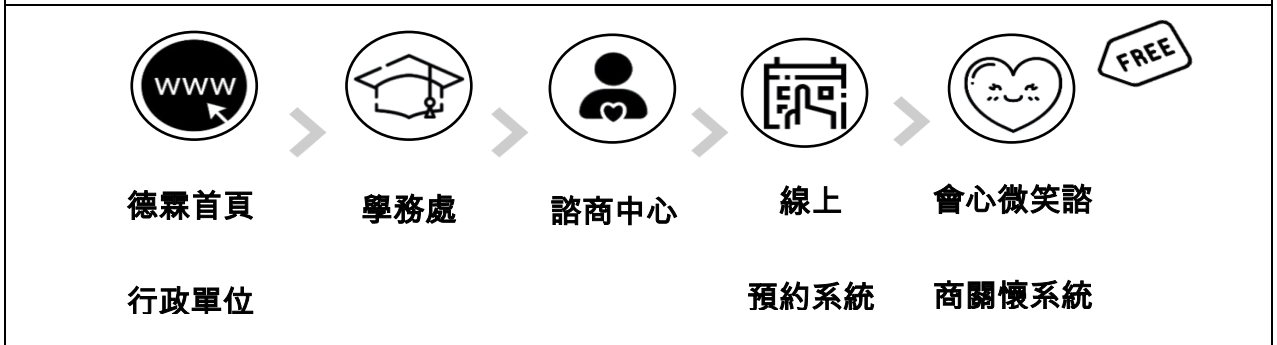 www
FREE
德霖首頁
行政單位
學務處
諮商中心
線上
預約系統
會心微笑諮
商關懷系統